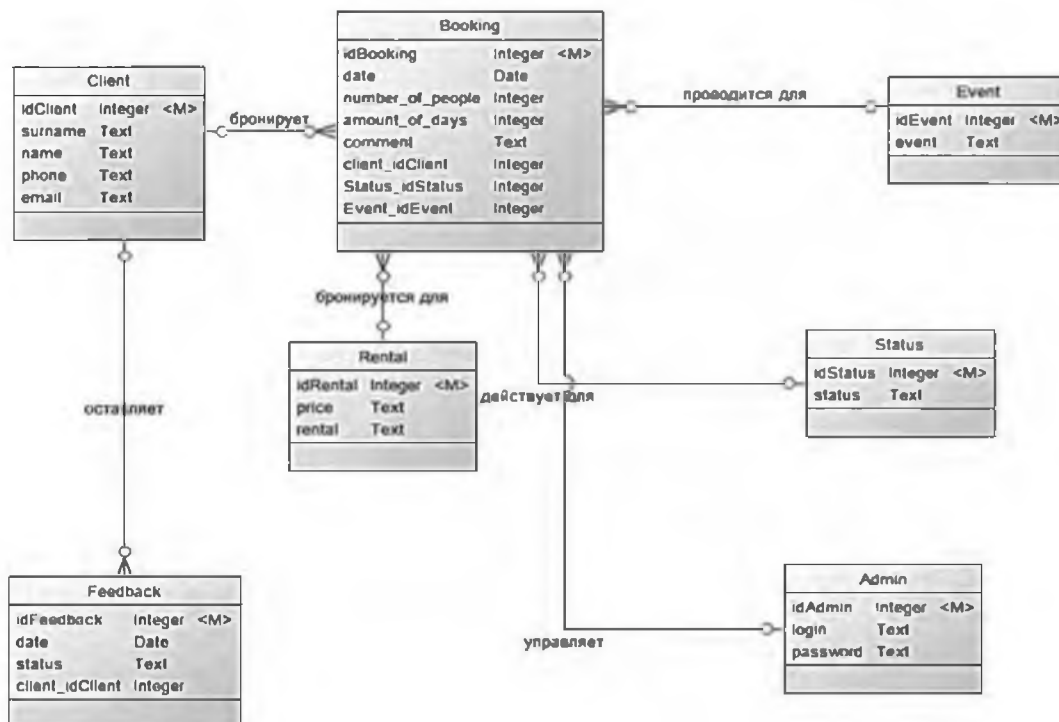 Booking
idBooking Integer <M>
date Date
number_of_people Integer
amount_of_days Integer
comment Text
client_idClient Integer
Status_idStatus Integer
Event_idEvent Integer
Client
idClient Integer <M>
surname Text
name Text
phone Text
email Text
бронирует
проводится для
Event
idEvent Integer <M>
event Text
бронируется для
Rental
idRental Integer <M>
price Text
rental Text
Status
idStatus Integer <M>
status Text
действует для
оставляет
Feedback
idFeedback Integer <M>
date Date
status Text
client_idClient Integer
Admin
idAdmin Integer <M>
login Text
password Text
управляет